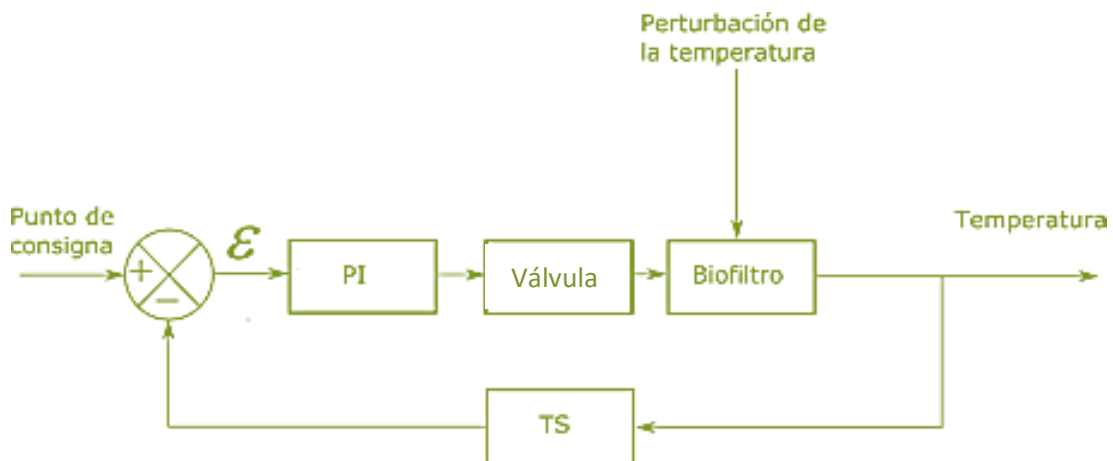 Perturbación de
la temperatura
Punto de
consigna
+
−
ε
PI
Válvula
Biofiltro
Temperatura
TS